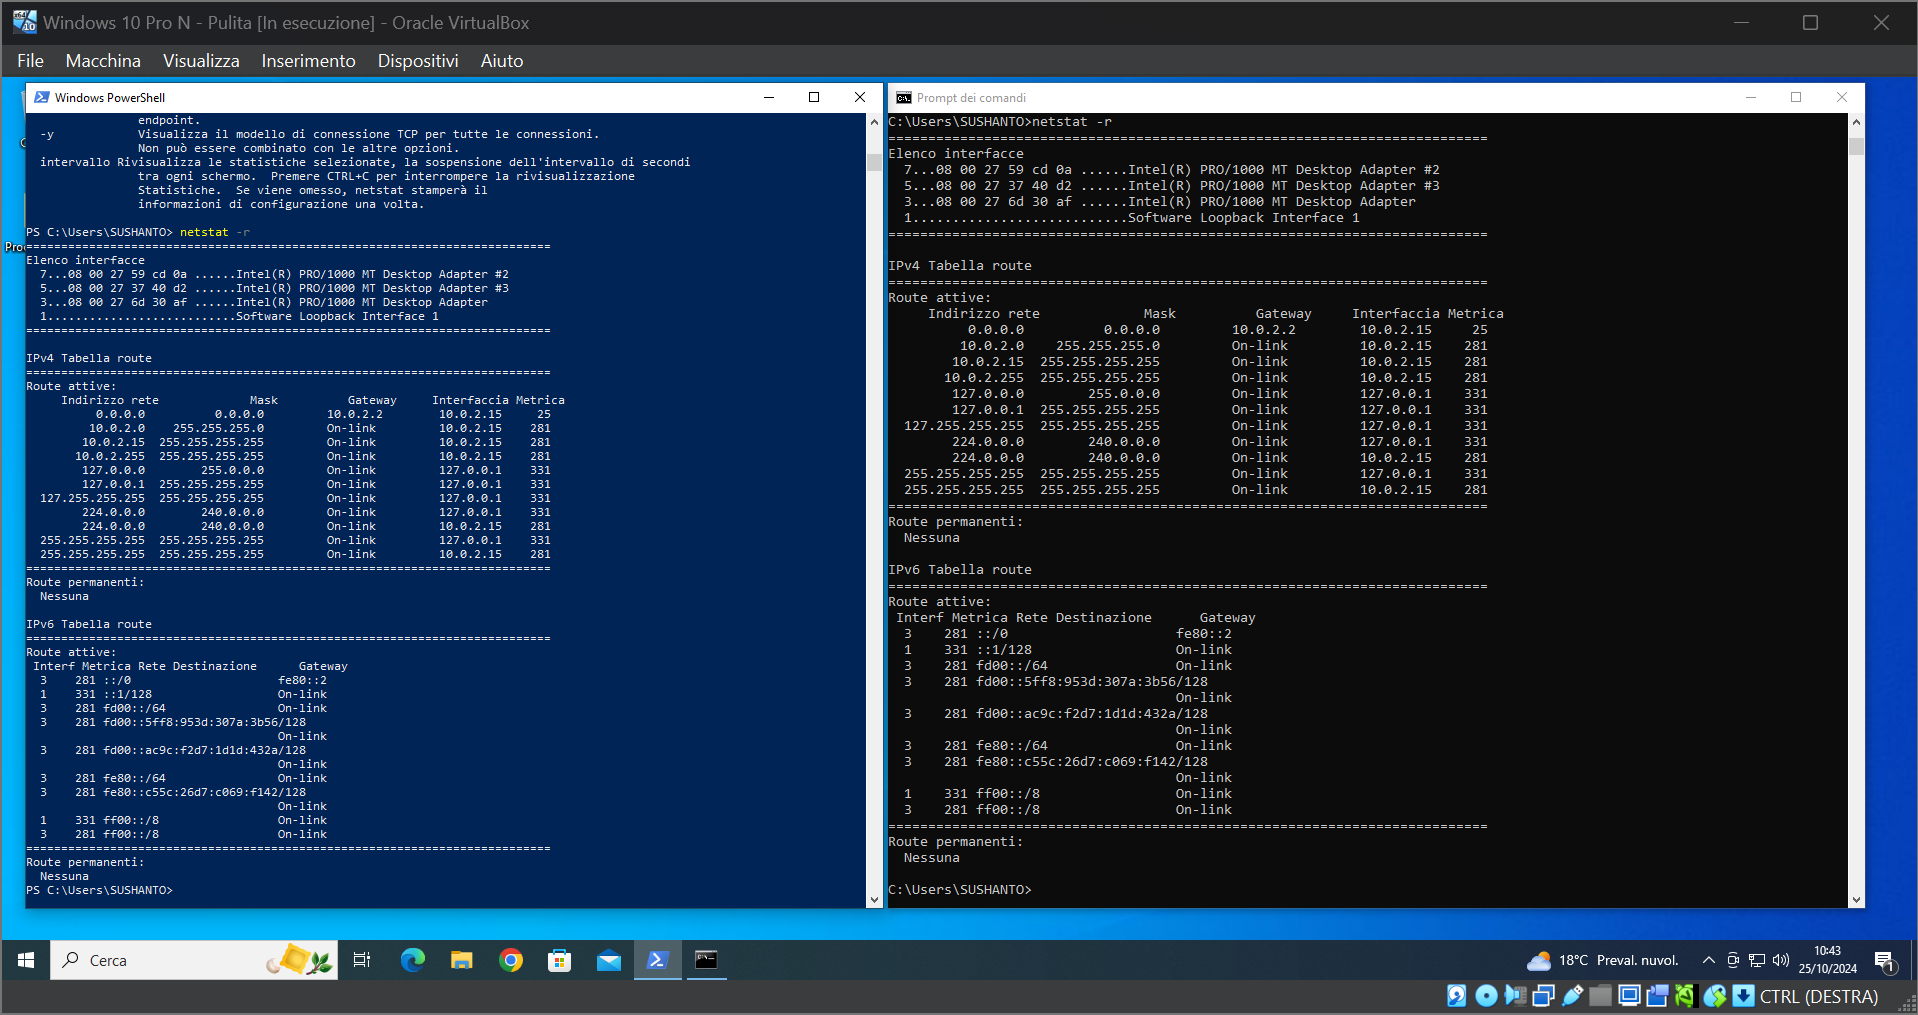 Windows 10 Pro N - Pulita [In esecuzione] - Oracle VirtualBox
File Macchina Visualizza Inserimento Dispositivi Aiuto
Windows PowerShell
endpoint.
-y Visualizza il modello di connessione TCP per tutte le connessioni.
Non può essere combinato con le altre opzioni.
intervallo Rivisualizza le statistiche selezionate, la sospensione dell'intervallo di secondi
tra ogni schermo. Premere CTRL+C per interrompere la rivisualizzazione
Statistiche. Se viene omesso, netstat stamperà il
informazioni di configurazione una volta.
PS C:\Users\SUSHANTO> netstat -r
===========================================================================
Elenco interfacce
7...08 00 27 59 cd 0a ......Intel(R) PRO/1000 MT Desktop Adapter #2
5...08 00 27 37 40 d2 ......Intel(R) PRO/1000 MT Desktop Adapter #3
3...08 00 27 6d 30 af ......Intel(R) PRO/1000 MT Desktop Adapter
1...........................Software Loopback Interface 1
===========================================================================
IPv4 Tabella route
===========================================================================
Route attive:
Indirizzo rete Mask Gateway Interfaccia Metrica
0.0.0.0 0.0.0.0 10.0.2.2 10.0.2.15 25
10.0.2.0 255.255.255.0 On-link 10.0.2.15 281
10.0.2.15 255.255.255.255 On-link 10.0.2.15 281
10.0.2.255 255.255.255.255 On-link 10.0.2.15 281
127.0.0.0 255.0.0.0 On-link 127.0.0.1 331
127.0.0.1 255.255.255.255 On-link 127.0.0.1 331
127.255.255.255 255.255.255.255 On-link 127.0.0.1 331
224.0.0.0 240.0.0.0 On-link 127.0.0.1 331
224.0.0.0 240.0.0.0 On-link 10.0.2.15 281
255.255.255.255 255.255.255.255 On-link 127.0.0.1 331
255.255.255.255 255.255.255.255 On-link 10.0.2.15 281
===========================================================================
Route permanenti:
Nessuna
IPv6 Tabella route
===========================================================================
Route attive:
Interf Metrica Rete Destinazione Gateway
3 281 ::/0 fe80::2
1 331 ::1/128 On-link
3 281 fd00::/64 On-link
3 281 fd00::5ff8:953d:307a:3b56/128
On-link
3 281 fd00::ac9c:f2d7:1d1d:432a/128
On-link
3 281 fe80::/64 On-link
3 281 fe80::c55c:26d7:c069:f142/128
On-link
1 331 ff00::/8 On-link
3 281 ff00::/8 On-link
===========================================================================
Route permanenti:
Nessuna
PS C:\Users\SUSHANTO>
Prompt dei comandi
C:\Users\SUSHANTO>netstat -r
===========================================================================
Elenco interfacce
7...08 00 27 59 cd 0a ......Intel(R) PRO/1000 MT Desktop Adapter #2
5...08 00 27 37 40 d2 ......Intel(R) PRO/1000 MT Desktop Adapter #3
3...08 00 27 6d 30 af ......Intel(R) PRO/1000 MT Desktop Adapter
1...........................Software Loopback Interface 1
===========================================================================
IPv4 Tabella route
===========================================================================
Route attive:
Indirizzo rete Mask Gateway Interfaccia Metrica
0.0.0.0 0.0.0.0 10.0.2.2 10.0.2.15 25
10.0.2.0 255.255.255.0 On-link 10.0.2.15 281
10.0.2.15 255.255.255.255 On-link 10.0.2.15 281
10.0.2.255 255.255.255.255 On-link 10.0.2.15 281
127.0.0.0 255.0.0.0 On-link 127.0.0.1 331
127.0.0.1 255.255.255.255 On-link 127.0.0.1 331
127.255.255.255 255.255.255.255 On-link 127.0.0.1 331
224.0.0.0 240.0.0.0 On-link 127.0.0.1 331
224.0.0.0 240.0.0.0 On-link 10.0.2.15 281
255.255.255.255 255.255.255.255 On-link 127.0.0.1 331
255.255.255.255 255.255.255.255 On-link 10.0.2.15 281
===========================================================================
Route permanenti:
Nessuna
IPv6 Tabella route
===========================================================================
Route attive:
Interf Metrica Rete Destinazione Gateway
3 281 ::/0 fe80::2
1 331 ::1/128 On-link
3 281 fd00::/64 On-link
3 281 fd00::5ff8:953d:307a:3b56/128
On-link
3 281 fd00::ac9c:f2d7:1d1d:432a/128
On-link
3 281 fe80::/64 On-link
3 281 fe80::c55c:26d7:c069:f142/128
On-link
1 331 ff00::/8 On-link
3 281 ff00::/8 On-link
===========================================================================
Route permanenti:
Nessuna
C:\Users\SUSHANTO>
Cerca
18°C Preval. nuvol.
10:43
25/10/2024
1
CTRL (DESTRA)